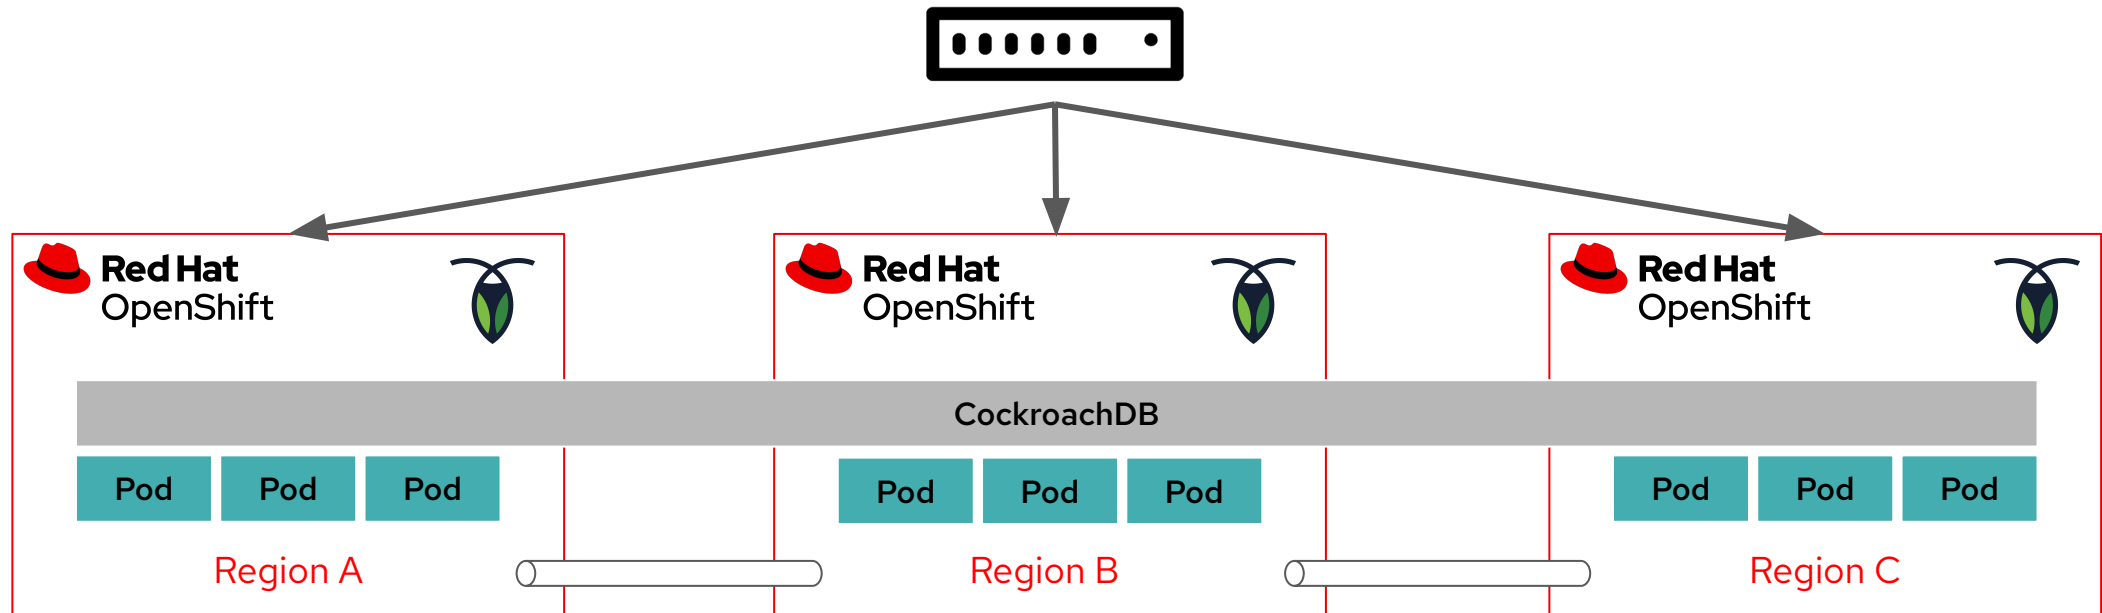 Red Hat
OpenShift
Red Hat
OpenShift
Red Hat
OpenShift
CockroachDB
Pod Pod Pod
Pod Pod Pod
Pod Pod Pod
Region A
Region B
Region C